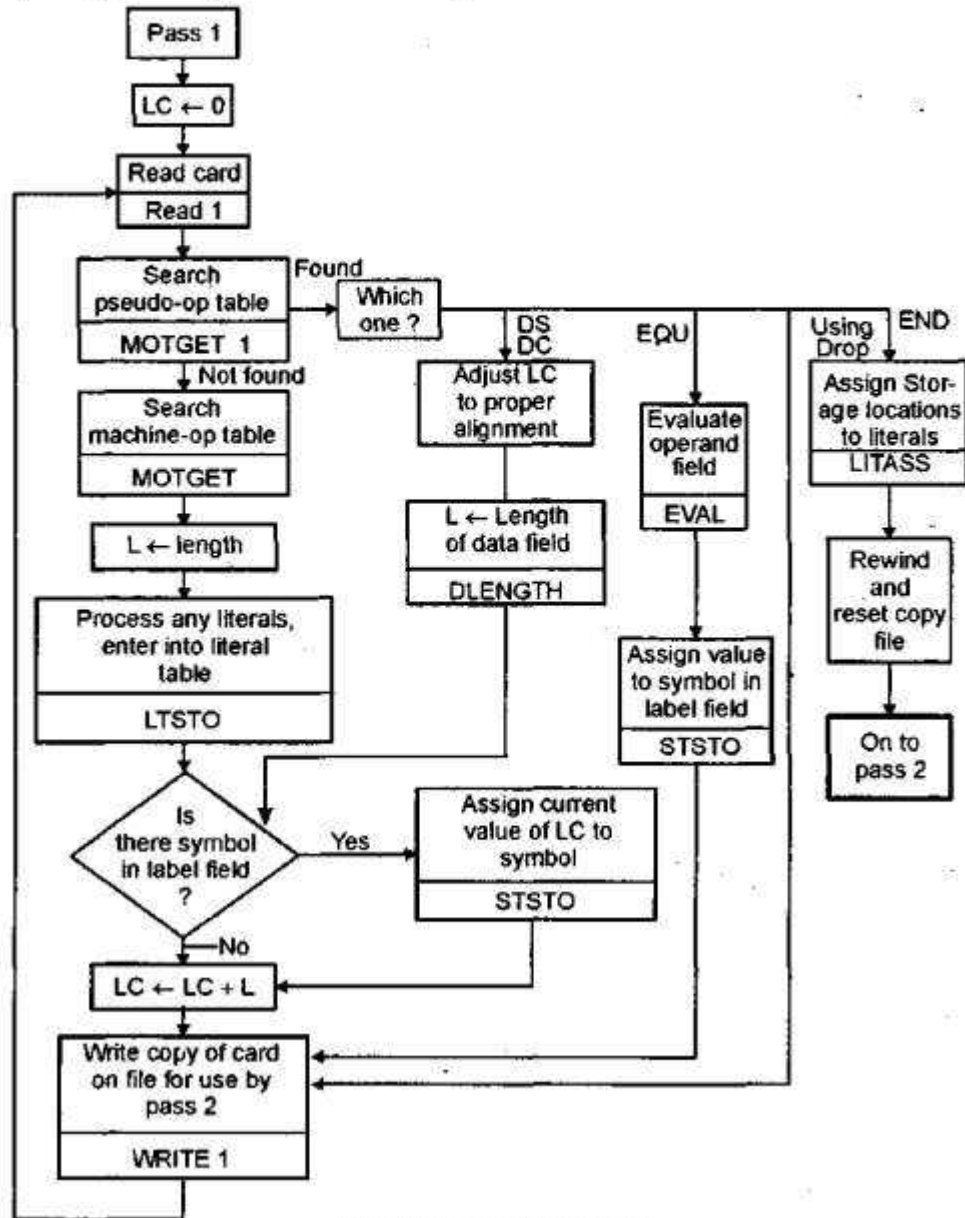 Pass 1
LC ← 0
Read card
Read 1
Search
pseudo-op table
MOTGET 1
Found
Which
one ?
Not found
Search
machine-op table
MOTGET
L ← length
Process any literals,
enter into literal
table
LTSTO
Is
there symbol
in label field
?
Yes
No
LC ← LC + L
Write copy of card
on file for use by
pass 2
WRITE 1
DS
DC
Adjust LC
to proper
alignment
L ← Length
of data field
DLENGTH
Assign current
value of LC to
symbol
STSTO
EQU
Evaluate
operand
field
EVAL
Assign value
to symbol in
label field
STSTO
Using
Drop
END
Assign Stor-
age locations
to literals
LITASS
Rewind
and
reset copy
file
On to
pass 2